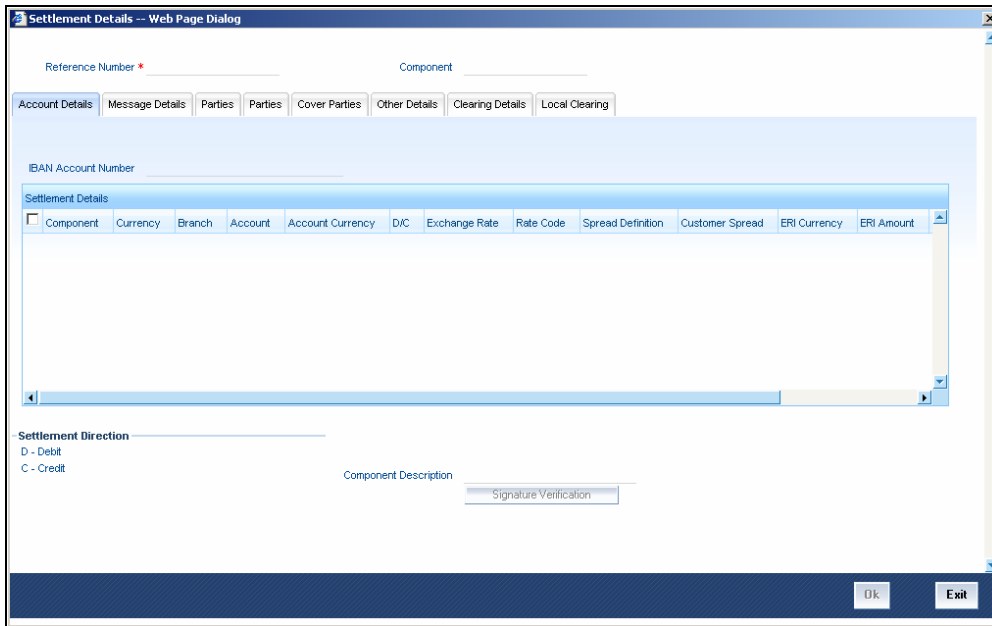 Settlement Details -- Web Page Dialog
Reference Number * Component
Account Details Message Details Parties Parties Cover Parties Other Details Clearing Details Local Clearing
IBAN Account Number
Settlement Details
Component Currency Branch Account Account Currency D/C Exchange Rate Rate Code Spread Definition Customer Spread ERI Currency ERI Amount
Settlement Direction
D - Debit
C - Credit
Component Description
Signature Verification
Ok Exit